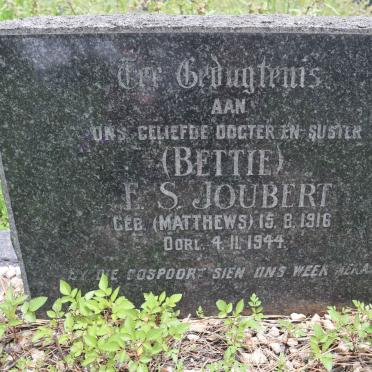 Ter Gedagtenis
AAN
ONS GELIEFDE DOGTER EN SUSTER
(BETTIE)
E. S. JOUBERT
GEB. (MATTHEWS) 15. 8. 1916
OORL. 4. 11. 1944.
BY DIE OOSPOORT SIEN ONS WEER MEKAAR